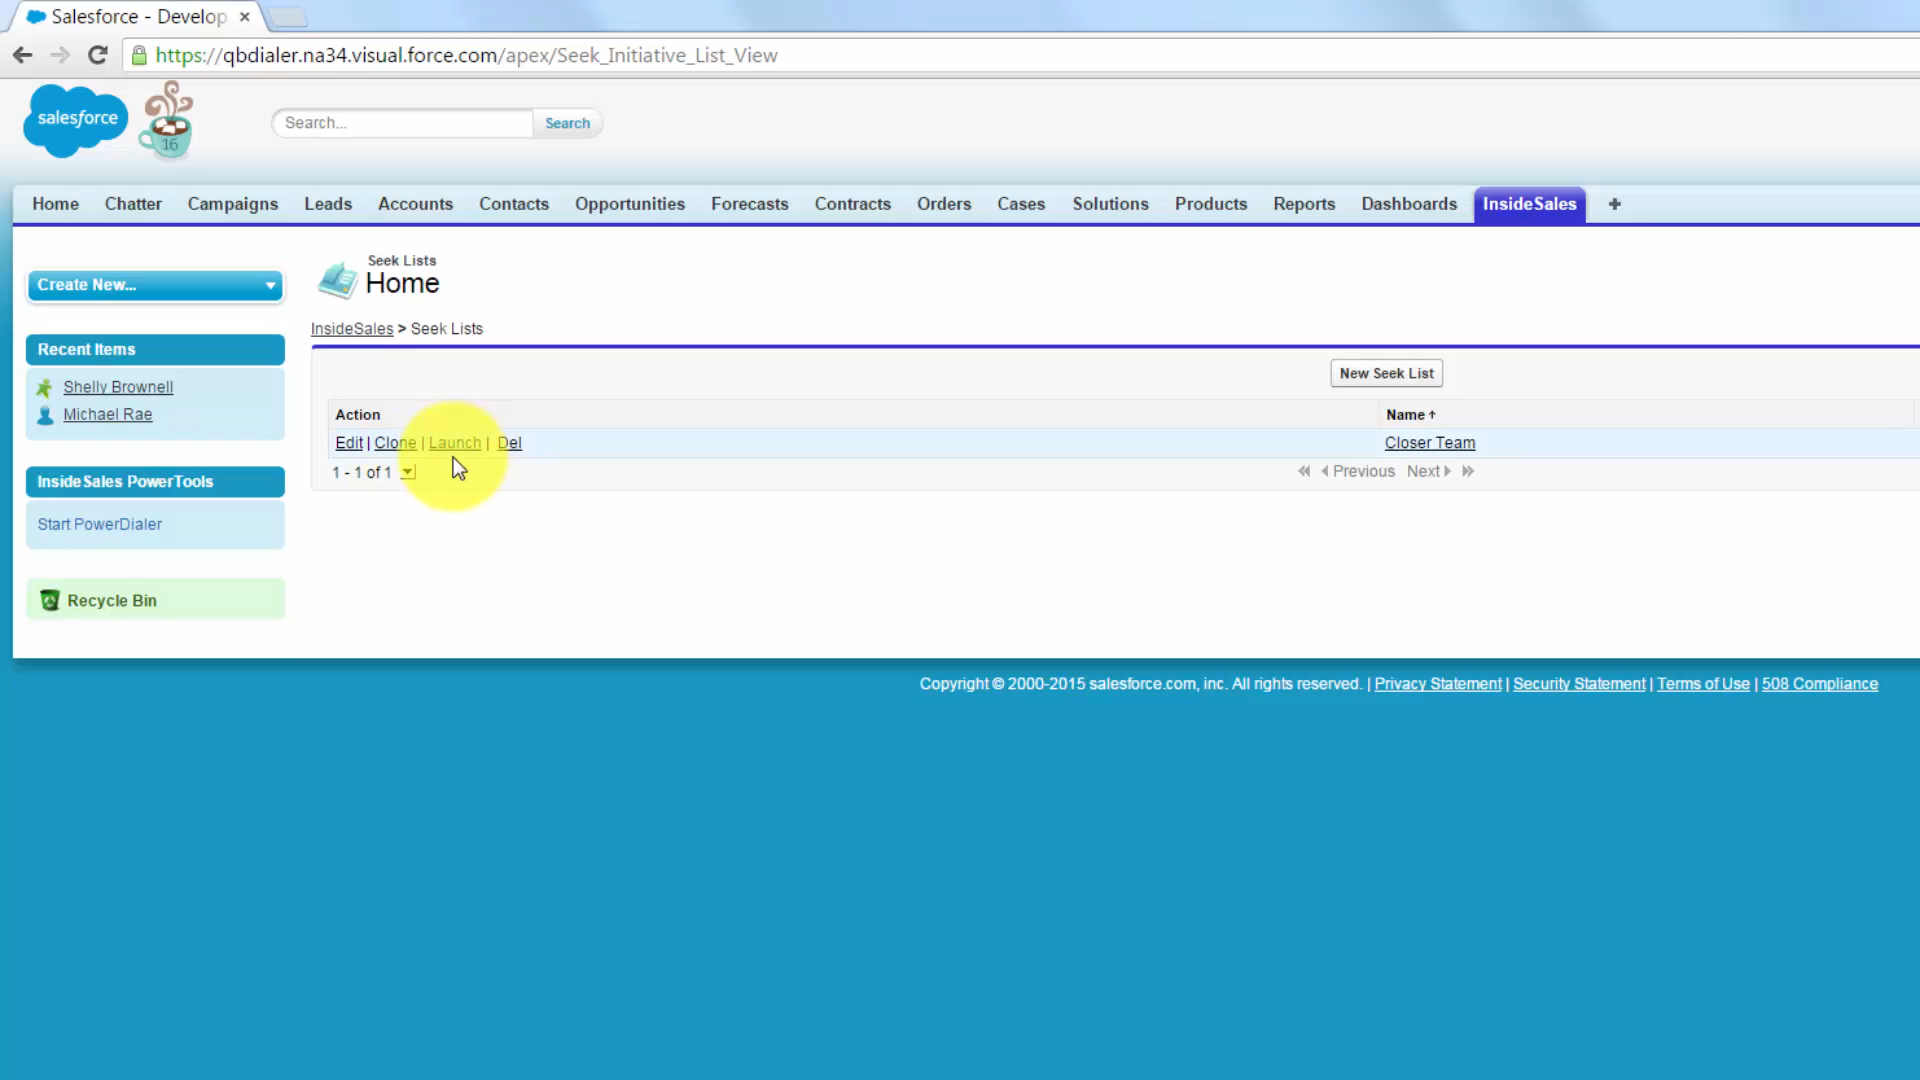 Salesforce - Develop
https://qbdialer.na34.visual.force.com/apex/Seek_Initiative_List_View
salesforce
16
Search...
Search
Home Chatter Campaigns Leads Accounts Contacts Opportunities Forecasts Contracts Orders Cases Solutions Products Reports Dashboards InsideSales +
Create New...
Seek Lists
Home
InsideSales > Seek Lists
Recent Items
Shelly Brownell
Michael Rae
New Seek List
Action Name
Edit | Clone | Launch | Del Closer Team
1 - 1 of 1 Previous Next
InsideSales PowerTools
Start PowerDialer
Recycle Bin
Copyright © 2000-2015 salesforce.com, inc. All rights reserved. | Privacy Statement | Security Statement | Terms of Use | 508 Compliance